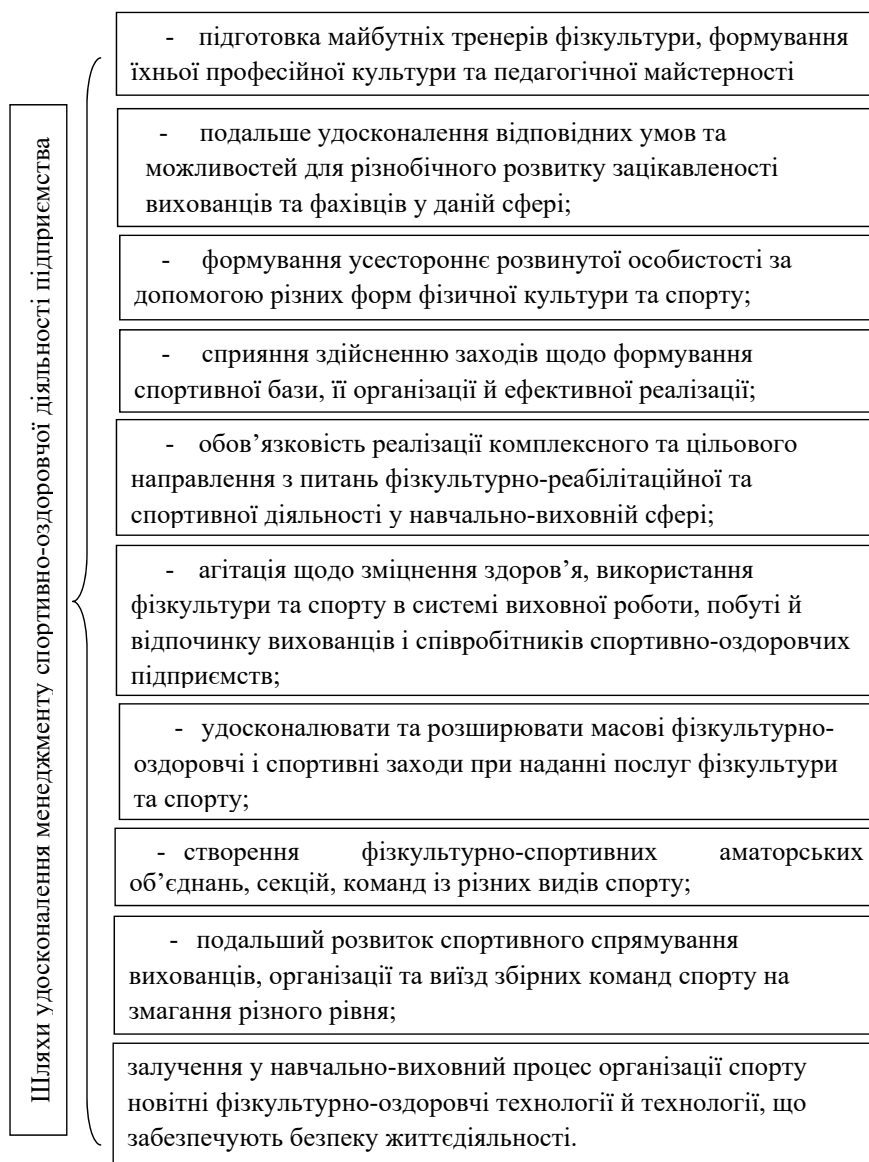 Шляхи удосконалення менеджменту спортивно-оздоровчої діяльності підприємства
- підготовка майбутніх тренерів фізкультури, формування
їхньої професійної культури та педагогічної майстерності
- подальше удосконалення відповідних умов та
можливостей для різнобічного розвитку зацікавленості
вихованців та фахівців у даній сфері;
- формування усестороннє розвинутої особистості за
допомогою різних форм фізичної культури та спорту;
- сприяння здійсненню заходів щодо формування
спортивної бази, її організації й ефективної реалізації;
- обов’язковість реалізації комплексного та цільового
направлення з питань фізкультурно-реабілітаційної та
спортивної діяльності у навчально-виховній сфері;
- агітація щодо зміцнення здоров’я, використання
фізкультури та спорту в системі виховної роботи, побуті й
відпочинку вихованців і співробітників спортивно-оздоровчих
підприємств;
- удосконалювати та розширювати масові фізкультурно-
оздоровчі і спортивні заходи при наданні послуг фізкультури
та спорту;
- створення фізкультурно-спортивних аматорських
об’єднань, секцій, команд із різних видів спорту;
- подальший розвиток спортивного спрямування
вихованців, організації та виїзд збірних команд спорту на
змагання різного рівня;
залучення у навчально-виховний процес організації спорту
новітні фізкультурно-оздоровчі технології й технології, що
забезпечують безпеку життєдіяльності.